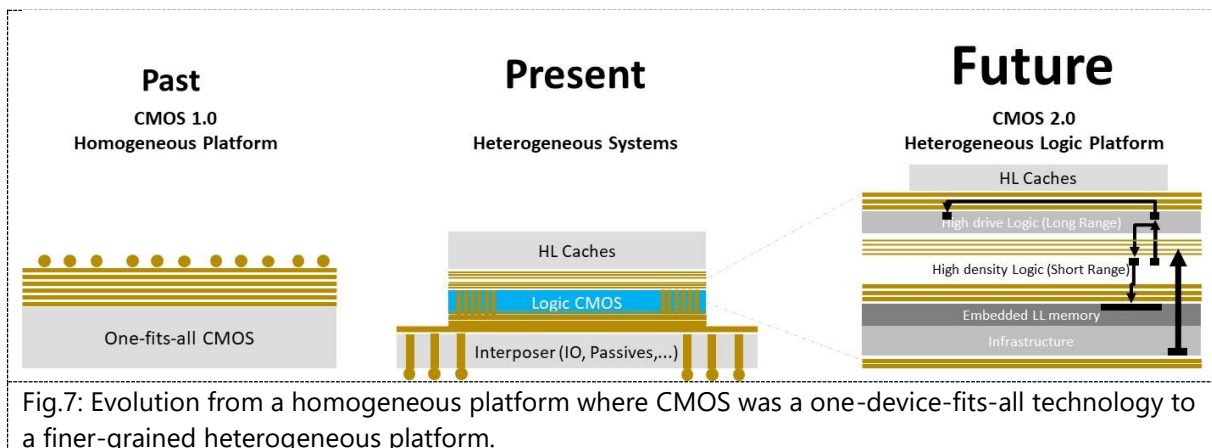 Past
CMOS 1.0
Homogeneous Platform
One-fits-all CMOS
Present
Heterogeneous Systems
HL Caches
Logic CMOS
Interposer (IO, Passives,...)
Future
CMOS 2.0
Heterogeneous Logic Platform
HL Caches
High drive Logic (Long Range)
High density Logic (Short Range)
Embedded LL memory
Infrastructure
Fig.7: Evolution from a homogeneous platform where CMOS was a one-device-fits-all technology to
a finer-grained heterogeneous platform.